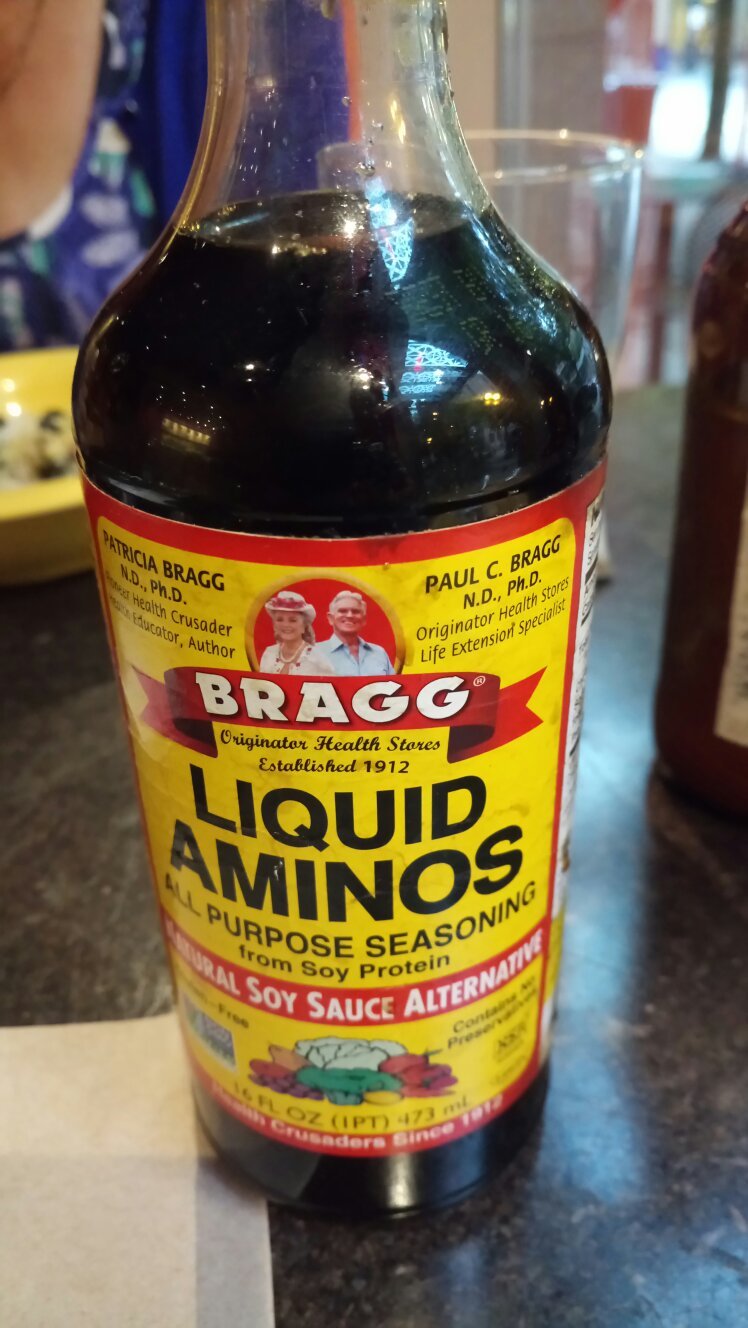 PATRICIA BRAGG
N.D., Ph.D.
Health Crusader
Health Educator, Author
PAUL C. BRAGG
N.D., Ph.D.
Originator Health Stores
Life Extension Specialist
BRAGG®
Originator Health Stores
Established 1912
LIQUID
AMINOS
ALL PURPOSE SEASONING
from Soy Protein
NATURAL SOY SAUCE ALTERNATIVE
Free
Contains No
Preservatives
16 FL OZ (1PT) 473 mL
Health Crusaders Since 1912